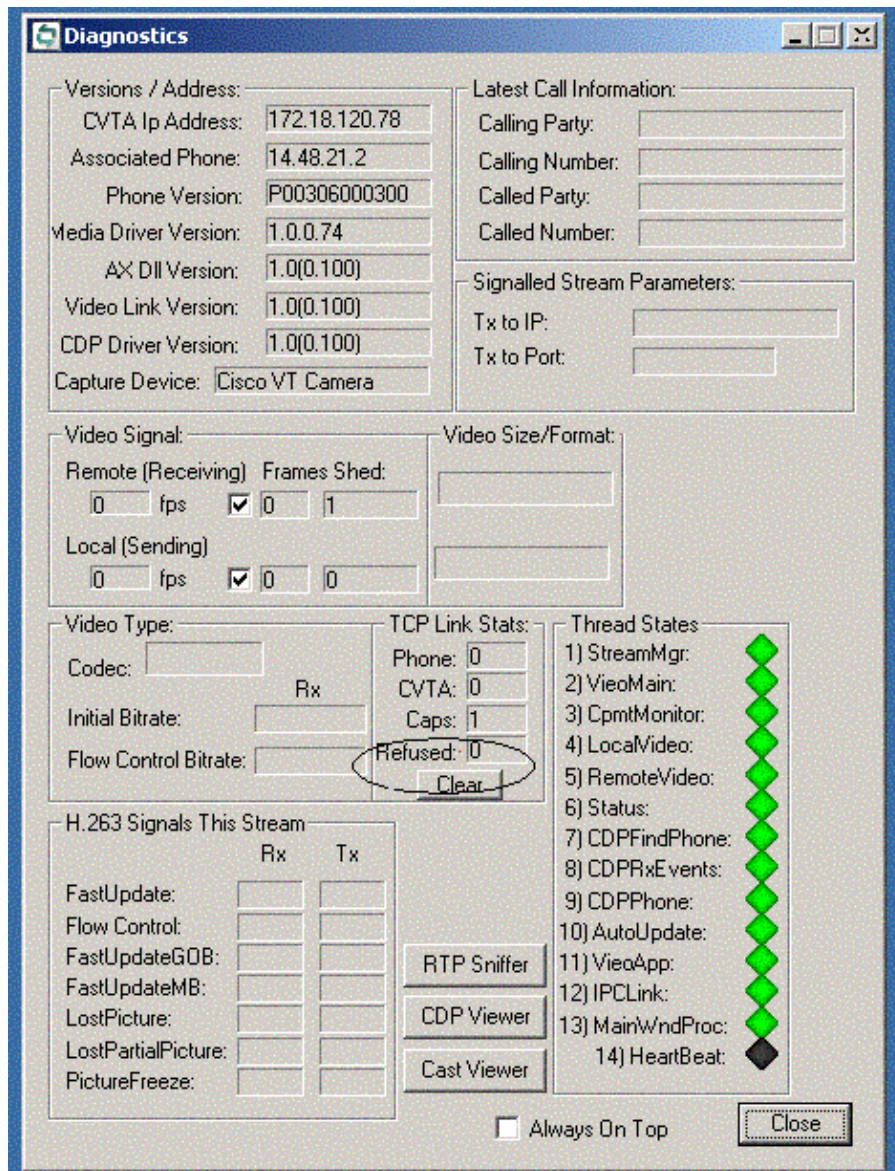 Diagnostics
Versions / Address:
CVTA Ip Address: 172.18.120.78
Associated Phone: 14.48.21.2
Phone Version: P00306000300
Media Driver Version: 1.0.0.74
AX Dll Version: 1.0(0.100)
Video Link Version: 1.0(0.100)
CDP Driver Version: 1.0(0.100)
Capture Device: Cisco VT Camera
Latest Call Information:
Calling Party:
Calling Number:
Called Party:
Called Number:
Signalled Stream Parameters:
Tx to IP:
Tx to Port:
Video Signal:
Remote (Receiving) Frames Shed:
0 fps 0 1
Local (Sending)
0 fps 0 0
Video Size/Format:
Video Type:
Codec:
Rx
Initial Bitrate:
Flow Control Bitrate:
TCP Link Stats:
Phone: 0
CVTA: 0
Caps: 1
Refused: 0
Clear
Thread States
1) StreamMgr:
2) VieoMain:
3) CpmtMonitor:
4) LocalVideo:
5) RemoteVideo:
6) Status:
7) CDPFindPhone:
8) CDPRxEvents:
9) CDPPhone:
10) AutoUpdate:
11) VieoApp:
12) IPCLink:
13) MainWndProc:
14) HeartBeat:
H.263 Signals This Stream
Rx Tx
FastUpdate:
Flow Control:
FastUpdateGOB:
FastUpdateMB:
LostPicture:
LostPartialPicture:
PictureFreeze:
RTP Sniffer
CDP Viewer
Cast Viewer
Always On Top
Close